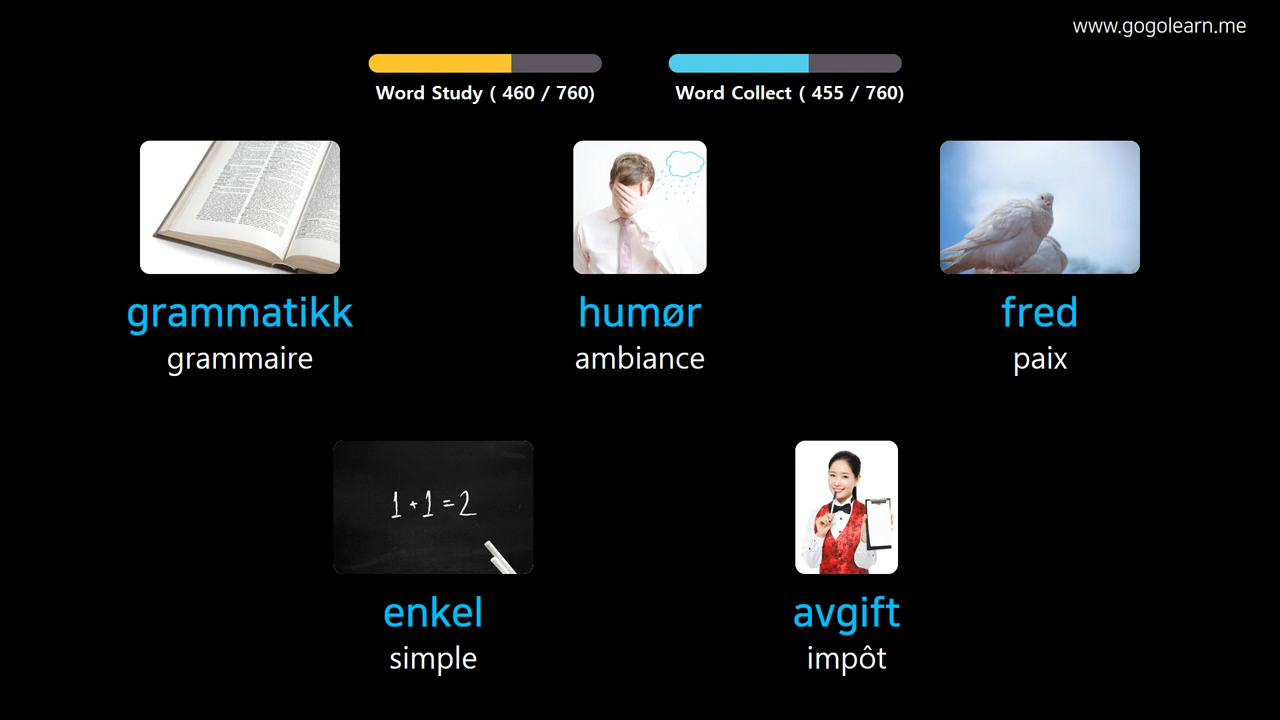 www.gogolearn.me
Word Study ( 460 / 760)
Word Collect ( 455 / 760)
grammatikk
grammaire
humør
ambiance
fred
paix
1+1=2
enkel
simple
avgift
impôt